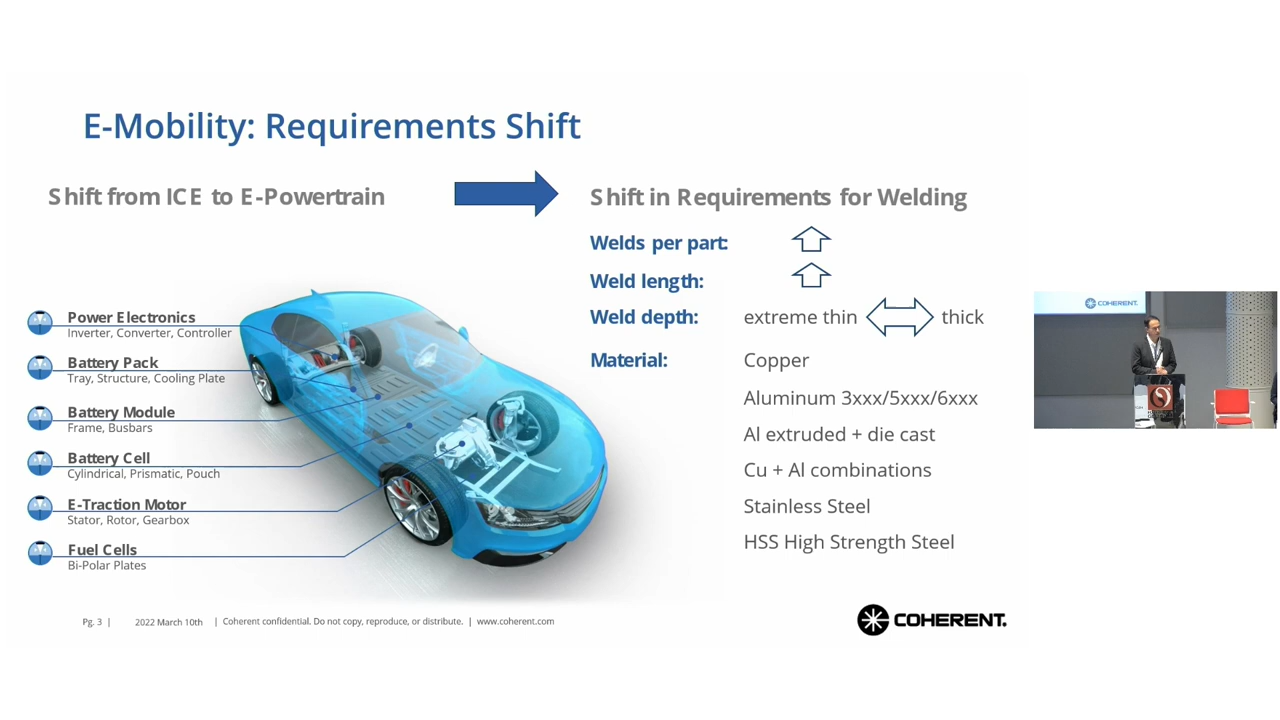 E-Mobility: Requirements Shift
Shift from ICE to E-Powertrain
Shift in Requirements for Welding
Welds per part:
Weld length:
Weld depth: extreme thin thick
Material: Copper
Aluminum 3xxx/5xxx/6xxx
Al extruded + die cast
Cu + Al combinations
Stainless Steel
HSS High Strength Steel
Power Electronics
Inverter, Converter, Controller
Battery Pack
Tray, Structure, Cooling Plate
Battery Module
Frame, Busbars
Battery Cell
Cylindrical, Prismatic, Pouch
E-Traction Motor
Stator, Rotor, Gearbox
Fuel Cells
Bi-Polar Plates
Pg. 3 | 2022 March 10th | Coherent confidential. Do not copy, reproduce, or distribute. | www.coherent.com
COHERENT.
COHERENT.